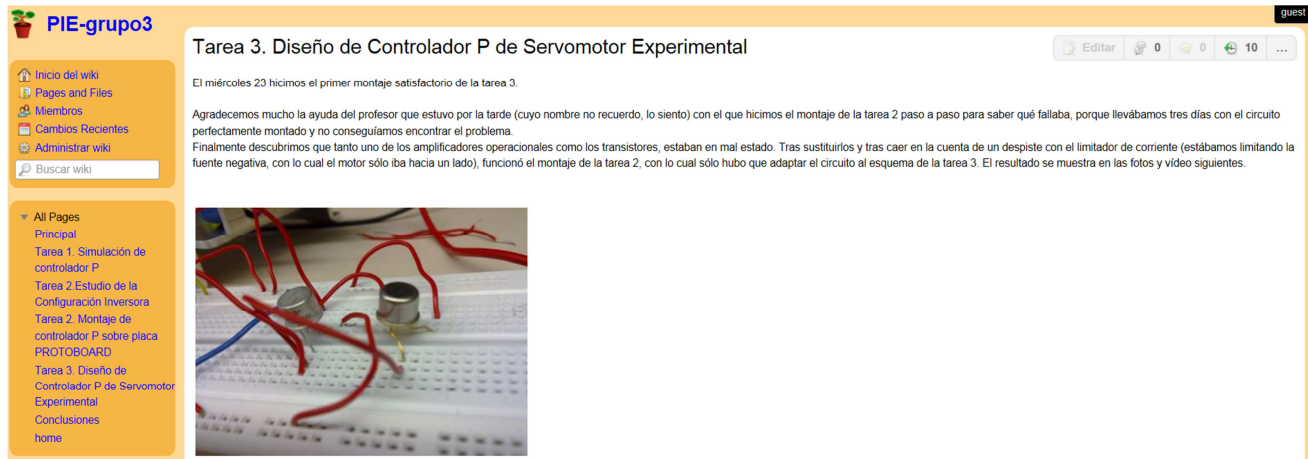 guest
PIE-grupo3
Inicio del wiki
Pages and Files
Miembros
Cambios Recientes
Administrar wiki
Buscar wiki
All Pages
Principal
Tarea 1. Simulación de
controlador P
Tarea 2.Estudio de la
Configuración Inversora
Tarea 2. Montaje de
controlador P sobre placa
PROTOBOARD
Tarea 3. Diseño de
Controlador P de Servomotor
Experimental
Conclusiones
home
Tarea 3. Diseño de Controlador P de Servomotor Experimental
Editar 0 0 10 ...
El miércoles 23 hicimos el primer montaje satisfactorio de la tarea 3.
Agradecemos mucho la ayuda del profesor que estuvo por la tarde (cuyo nombre no recuerdo, lo siento) con el que hicimos el montaje de la tarea 2 paso a paso para saber qué fallaba, porque llevábamos tres días con el circuito
perfectamente montado y no conseguíamos encontrar el problema.
Finalmente descubrimos que tanto uno de los amplificadores operacionales como los transistores, estaban en mal estado. Tras sustituirlos y tras caer en la cuenta de un despiste con el limitador de corriente (estábamos limitando la
fuente negativa, con lo cual el motor sólo iba hacia un lado), funcionó el montaje de la tarea 2, con lo cual sólo hubo que adaptar el circuito al esquema de la tarea 3. El resultado se muestra en las fotos y vídeo siguientes.